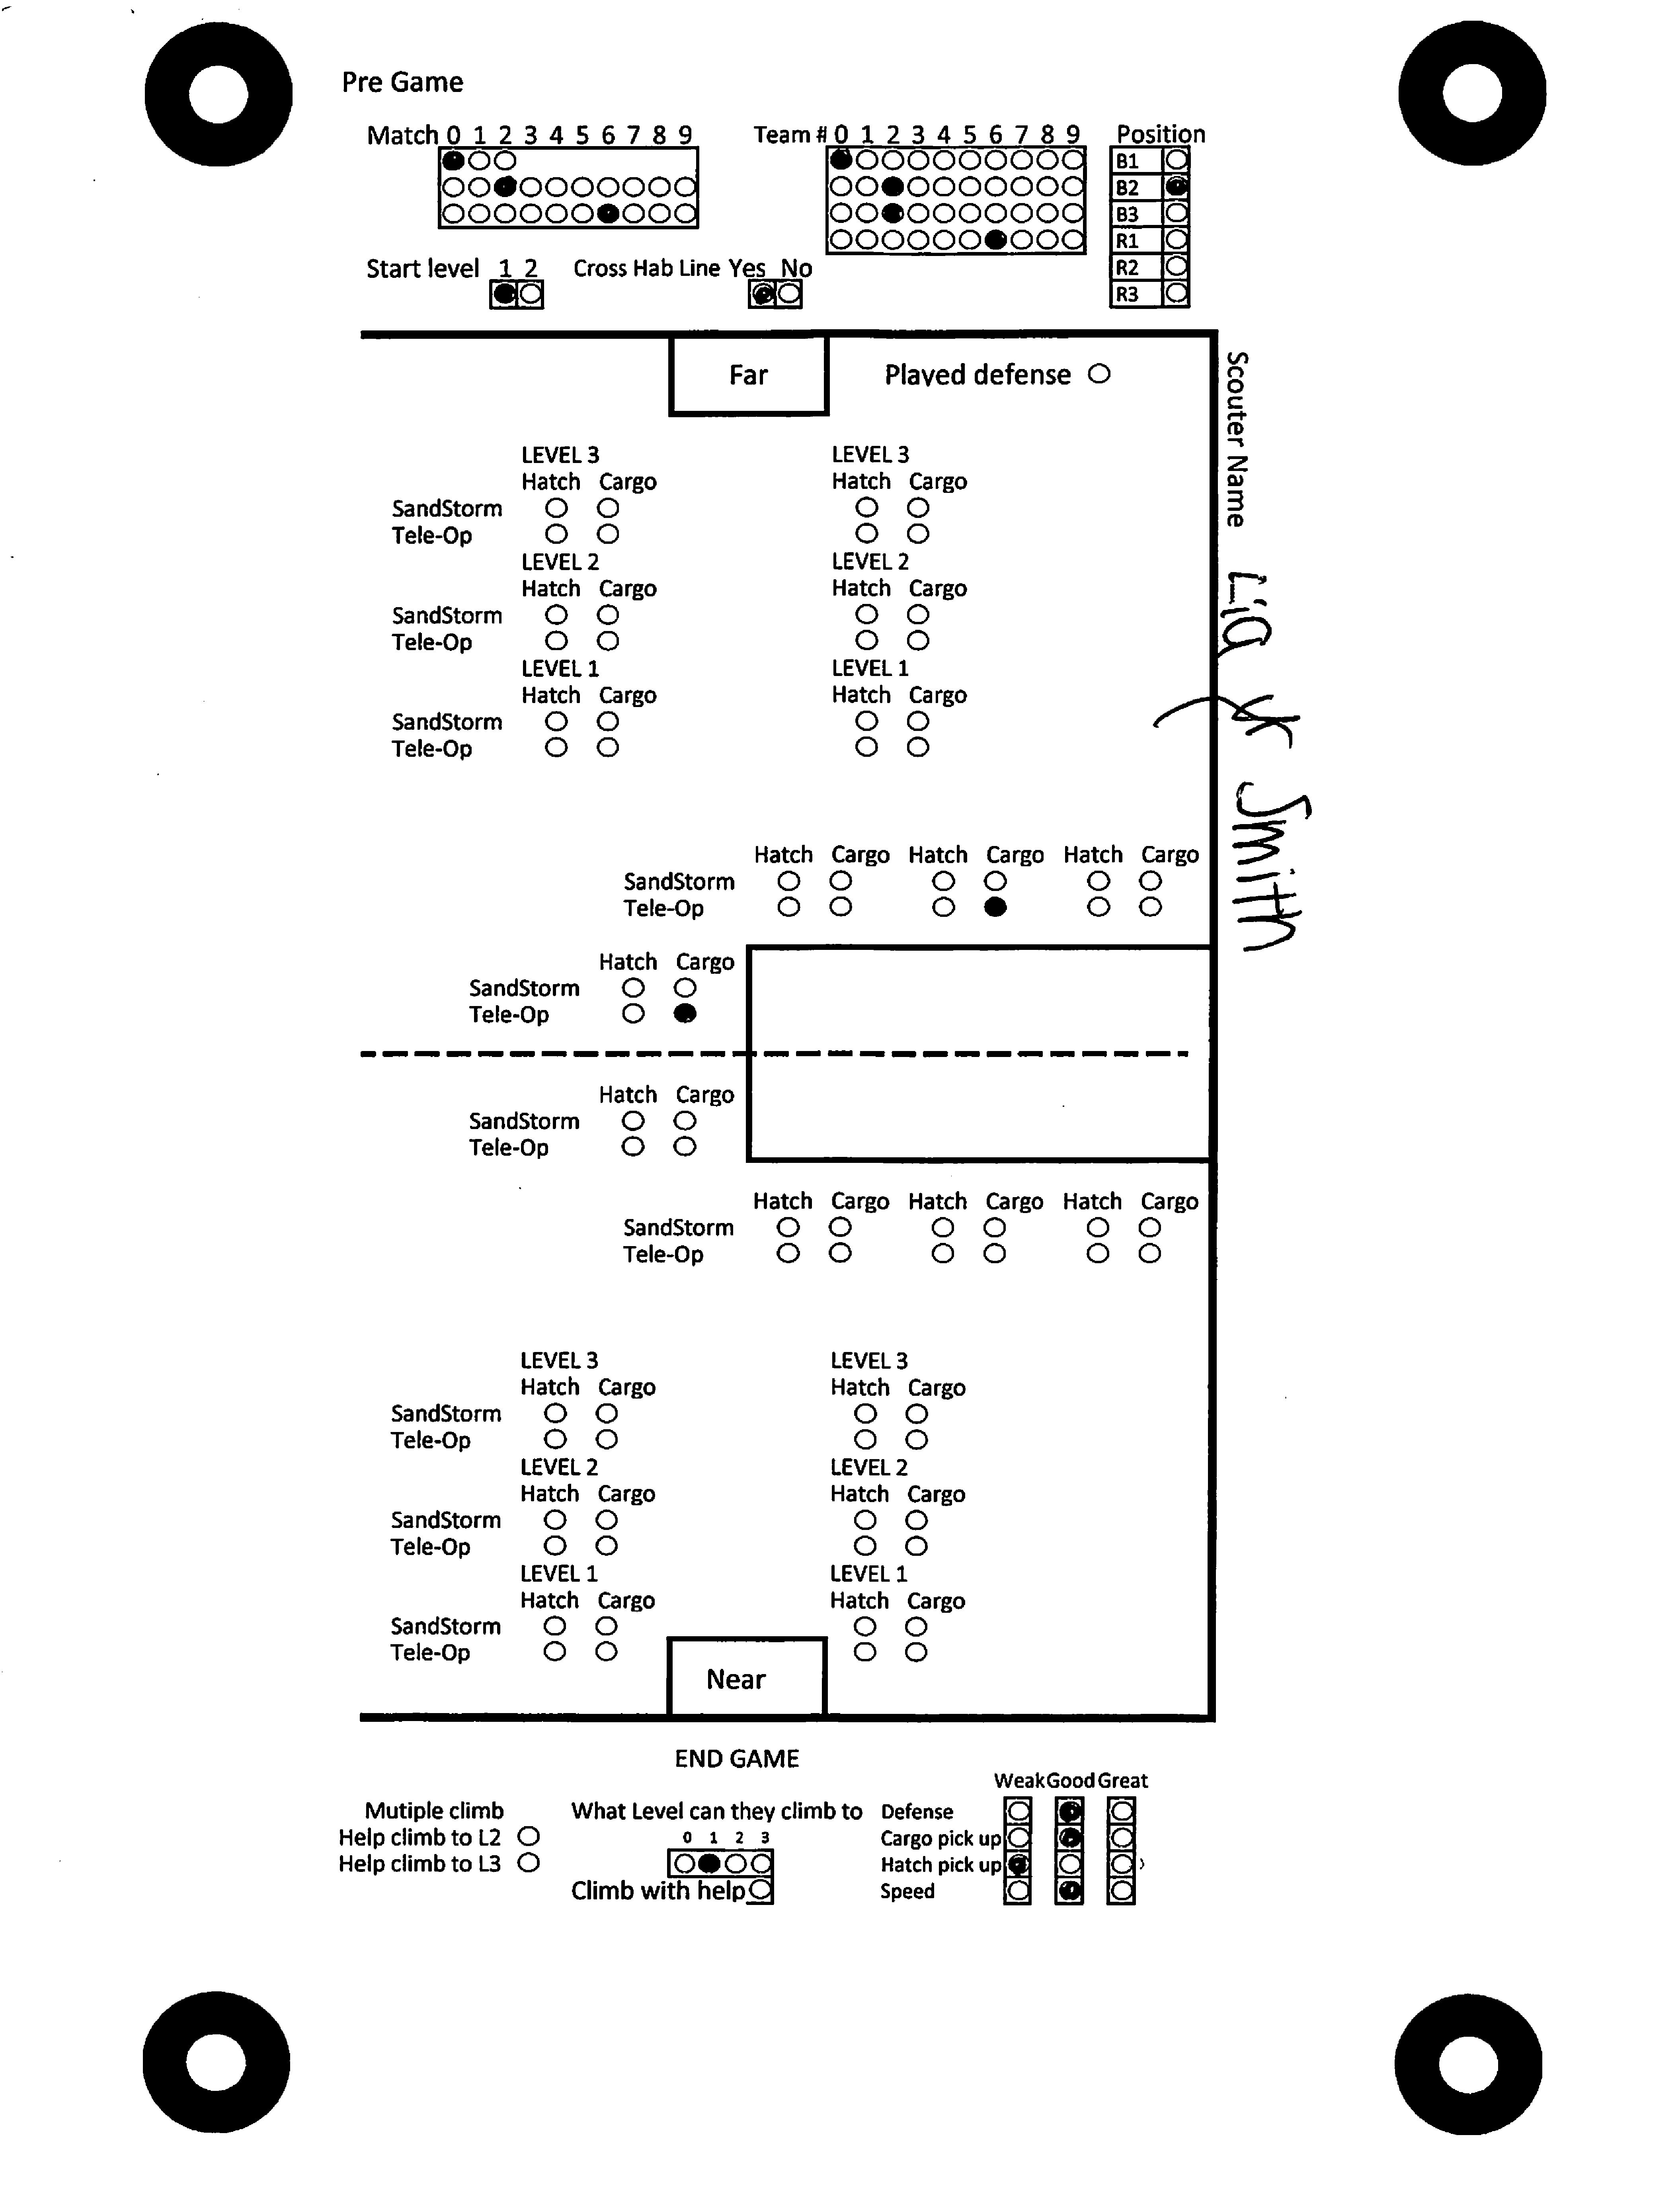 Pre Game
Match 0 1 2 3 4 5 6 7 8 9 Team # 0 1 2 3 4 5 6 7 8 9 Position
B1
B2
B3
R1
R2
R3
Start level 1 2 Cross Hab Line Yes No
Far Played defense
Scouter Name Smith
LEVEL 3 LEVEL 3
Hatch Cargo Hatch Cargo
SandStorm
Tele-Op
LEVEL 2 LEVEL 2
Hatch Cargo Hatch Cargo
SandStorm
Tele-Op
LEVEL 1 LEVEL 1
Hatch Cargo Hatch Cargo
SandStorm
Tele-Op
Hatch Cargo Hatch Cargo Hatch Cargo
SandStorm
Tele-Op
Hatch Cargo
SandStorm
Tele-Op
Hatch Cargo
SandStorm
Tele-Op
Hatch Cargo Hatch Cargo Hatch Cargo
SandStorm
Tele-Op
LEVEL 3 LEVEL 3
Hatch Cargo Hatch Cargo
SandStorm
Tele-Op
LEVEL 2 LEVEL 2
Hatch Cargo Hatch Cargo
SandStorm
Tele-Op
LEVEL 1 LEVEL 1
Hatch Cargo Hatch Cargo
SandStorm
Tele-Op
Near
END GAME
Weak Good Great
Mutiple climb What Level can they climb to Defense
Help climb to L2 0 1 2 3 Cargo pick up
Help climb to L3 Hatch pick up
Climb with help Speed